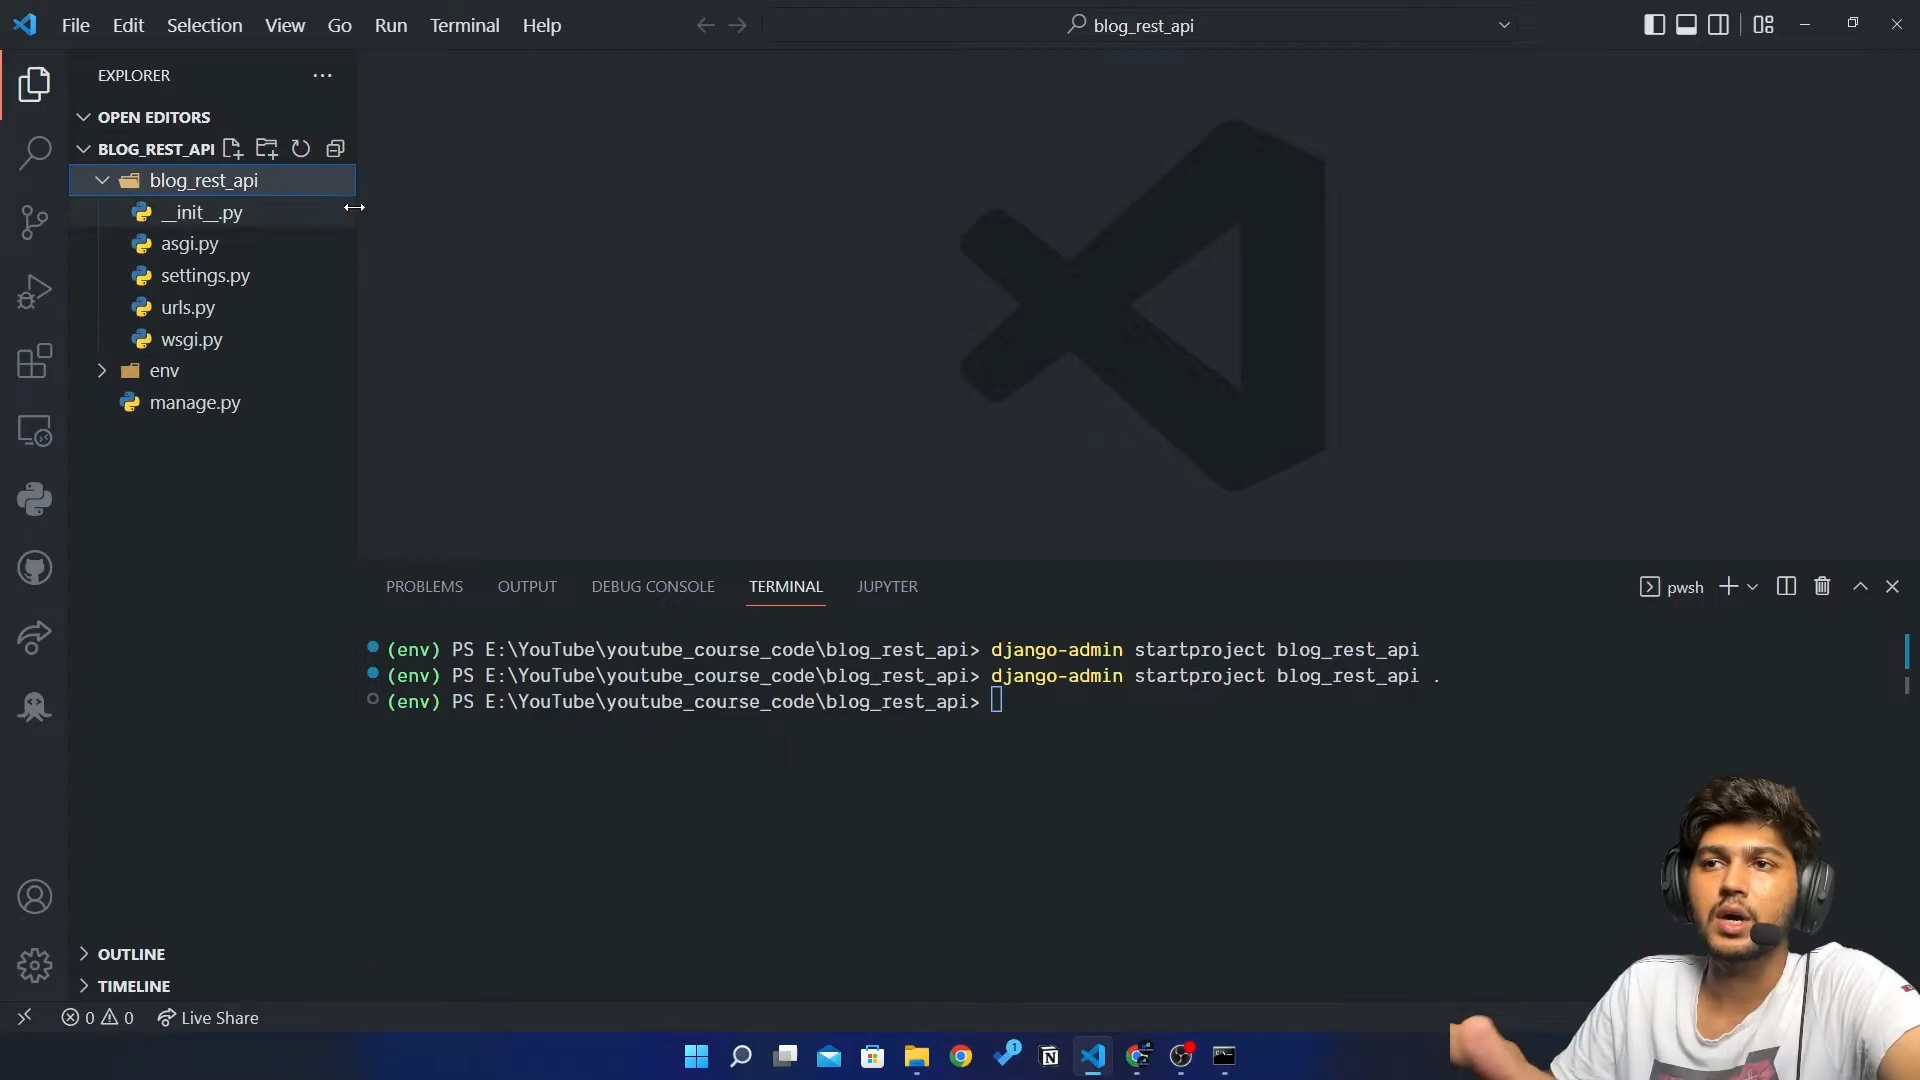 File Edit Selection View Go Run Terminal Help
blog_rest_api
EXPLORER
OPEN EDITORS
BLOG_REST_API
blog_rest_api
__init__.py
asgi.py
settings.py
urls.py
wsgi.py
env
manage.py
OUTLINE
TIMELINE
PROBLEMS OUTPUT DEBUG CONSOLE TERMINAL JUPYTER
pwsh
(env) PS E:\YouTube\youtube_course_code\blog_rest_api> django-admin startproject blog_rest_api
(env) PS E:\YouTube\youtube_course_code\blog_rest_api> django-admin startproject blog_rest_api .
(env) PS E:\YouTube\youtube_course_code\blog_rest_api>
0 0 Live Share
1